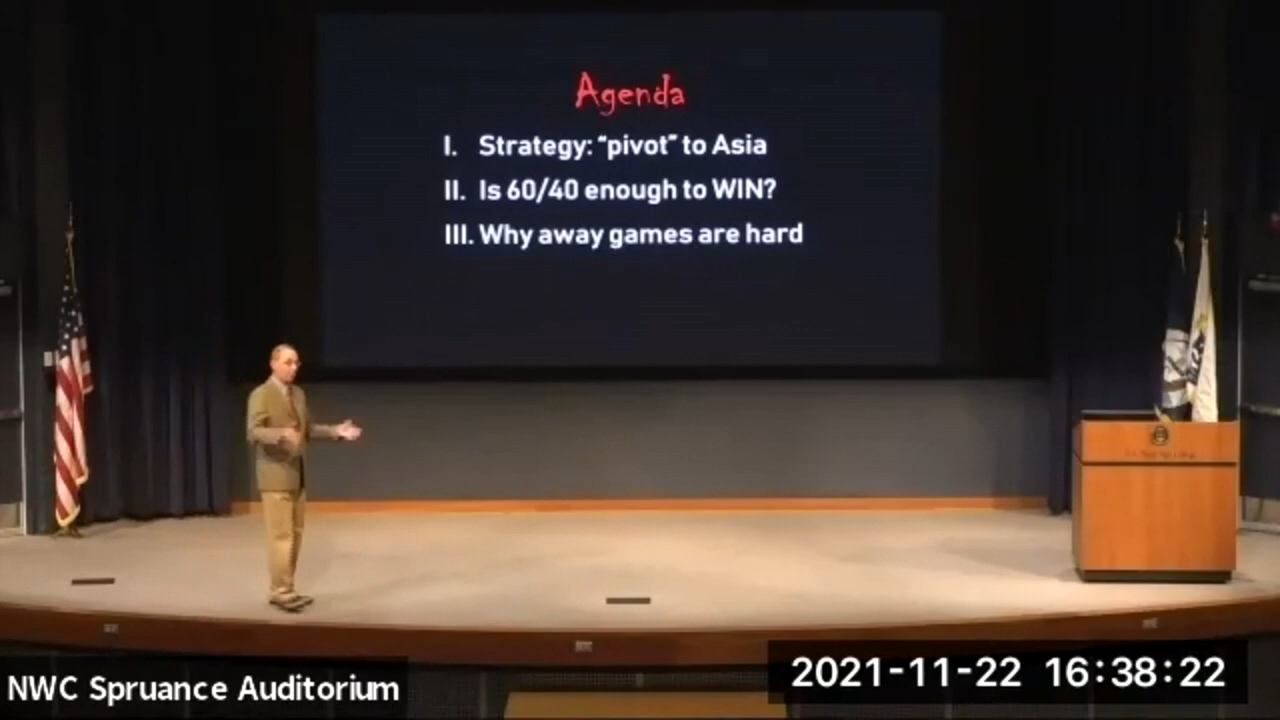 Agenda
I. Strategy: “pivot” to Asia
II. Is 60/40 enough to WIN?
III. Why away games are hard
NWC Spruance Auditorium
2021-11-22 16:38:22